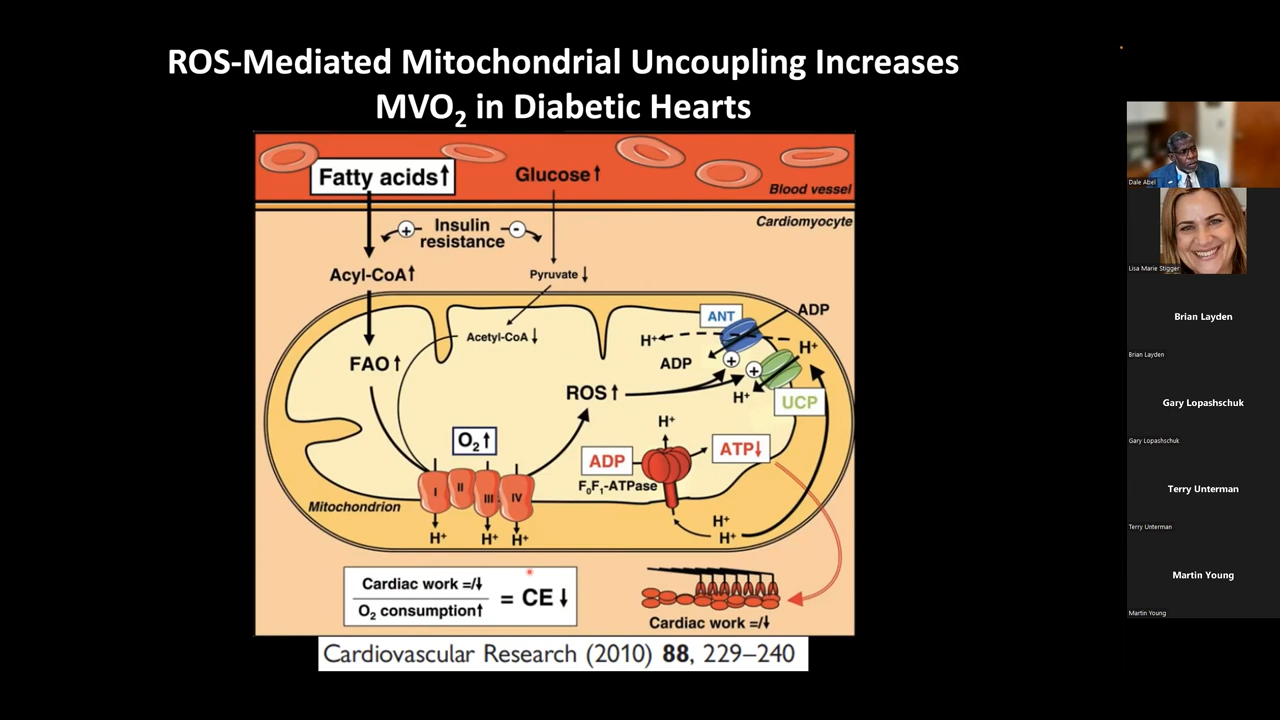 ROS-Mediated Mitochondrial Uncoupling Increases
MVO₂ in Diabetic Hearts
Fatty acids↑
Glucose↑
Blood vessel
Cardiomyocyte
+
Insulin
resistance
-
Acyl-CoA↑
Pyruvate ↓
Acetyl-CoA↓
FAO↑
ANT
ADP
H⁺
H⁺
ADP
+
+
H⁺
UCP
ROS↑
O₂↑
H⁺
ADP
ATP↓
F₀F₁-ATPase
I
II
III
IV
Mitochondrion
H⁺
H⁺
H⁺
H⁺
H⁺
Cardiac work =/↓
O₂ consumption↑
= CE↓
Cardiac work =/↓
Cardiovascular Research (2010) 88, 229–240
Dale Abel
Lisa Marie Stigger
Brian Layden
Brian Layden
Gary Lopashschuk
Gary Lopashschuk
Terry Unterman
Terry Unterman
Martin Young
Martin Young